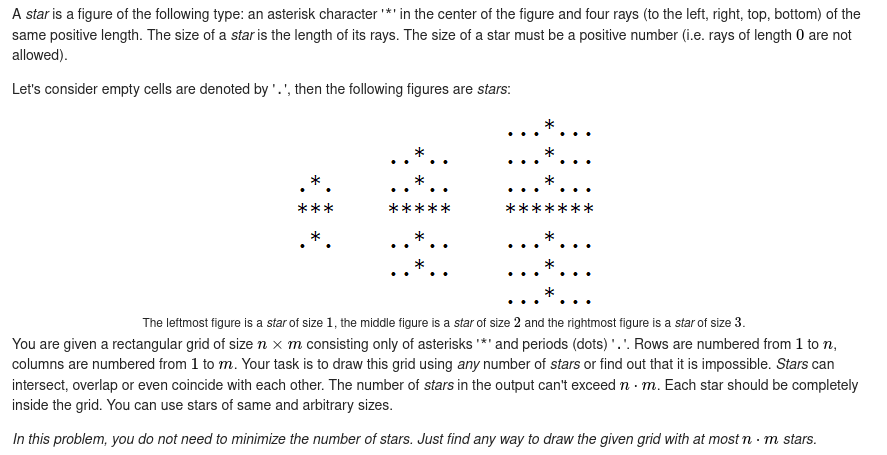 A star is a figure of the following type: an asterisk character '*' in the center of the figure and four rays (to the left, right, top, bottom) of the
same positive length. The size of a star is the length of its rays. The size of a star must be a positive number (i.e. rays of length 0 are not
allowed).
Let's consider empty cells are denoted by '.', then the following figures are stars:
...*...
..*.. ...*...
.*. ..*.. ...*...
*** ***** *******
.*. ..*.. ...*...
..*.. ...*...
...*...
The leftmost figure is a star of size 1, the middle figure is a star of size 2 and the rightmost figure is a star of size 3.
You are given a rectangular grid of size n × m consisting only of asterisks '*' and periods (dots) '.'. Rows are numbered from 1 to n,
columns are numbered from 1 to m. Your task is to draw this grid using any number of stars or find out that it is impossible. Stars can
intersect, overlap or even coincide with each other. The number of stars in the output can't exceed n · m. Each star should be completely
inside the grid. You can use stars of same and arbitrary sizes.
In this problem, you do not need to minimize the number of stars. Just find any way to draw the given grid with at most n · m stars.